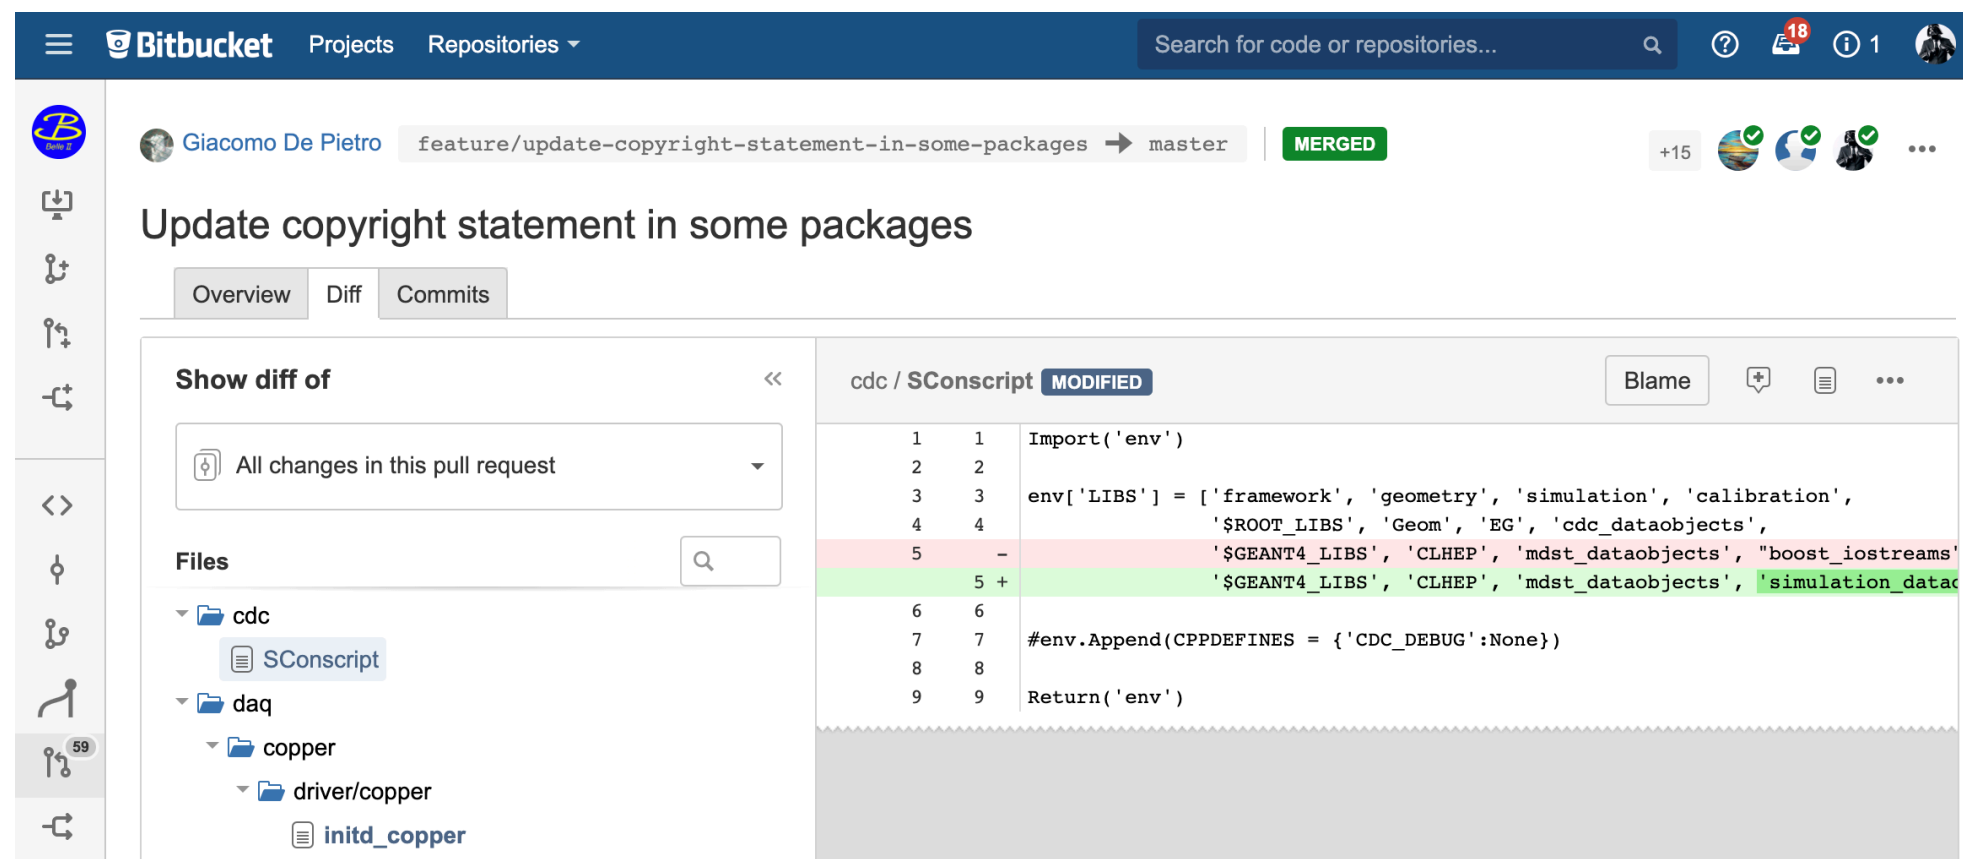 Bitbucket Projects Repositories Search for code or repositories... 18 1
Belle II
Giacomo De Pietro feature/update-copyright-statement-in-some-packages master MERGED +15
Update copyright statement in some packages
Overview Diff Commits
Show diff of
All changes in this pull request
Files
cdc
SConscript
daq
copper
driver/copper
initd_copper
59
cdc / SConscript MODIFIED Blame
1 1 Import('env')
2 2
3 3 env['LIBS'] = ['framework', 'geometry', 'simulation', 'calibration',
4 4 '$ROOT_LIBS', 'Geom', 'EG', 'cdc_dataobjects',
5 - '$GEANT4_LIBS', 'CLHEP', 'mdst_dataobjects', "boost_iostreams"
5 + '$GEANT4_LIBS', 'CLHEP', 'mdst_dataobjects', 'simulation_datao
6 6
7 7 #env.Append(CPPDEFINES = {'CDC_DEBUG':None})
8 8
9 9 Return('env')